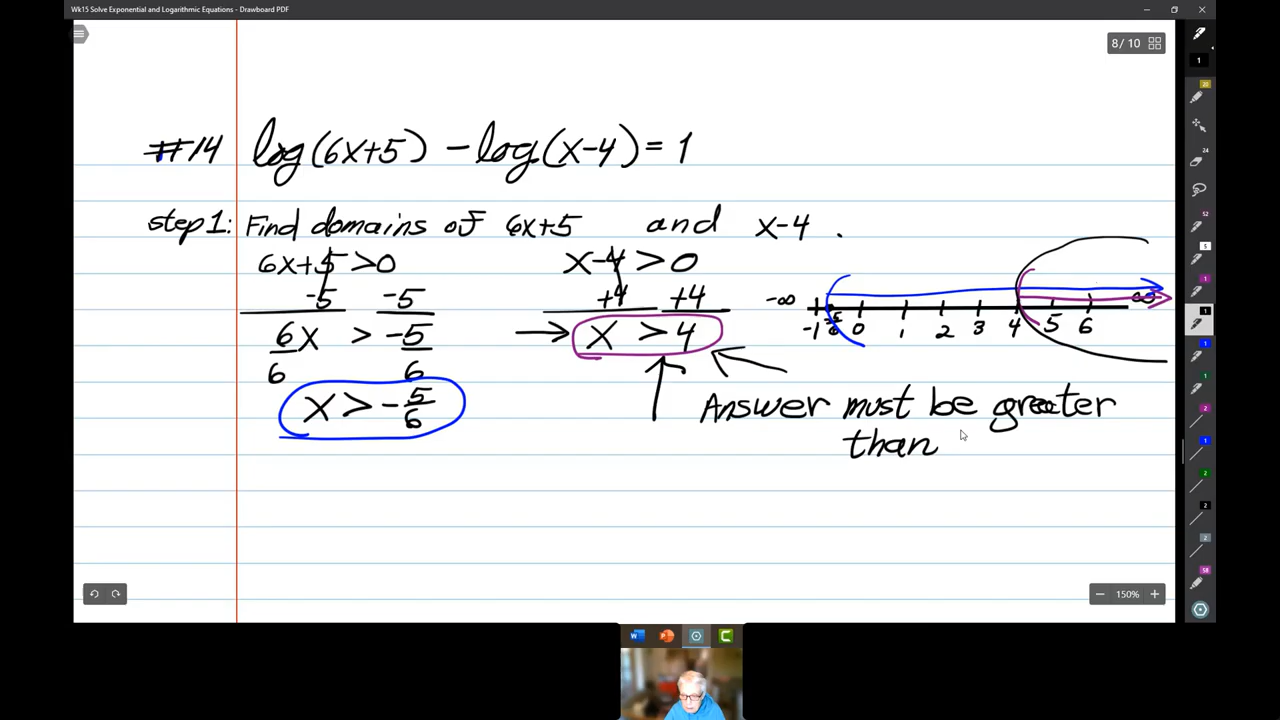 Wk15 Solve Exponential and Logarithmic Equations - Drawboard PDF
8 / 10
#14 log(6x+5) - log(x-4) = 1
step 1: Find domains of 6x+5 and x-4 .
6x+5 > 0 x-4 > 0
-5 -5 +4 +4
6x > -5 x > 4
6 6
x > - 5/6
-∞ ∞
-1 -5/6 0 1 2 3 4 5 6
Answer must be greater
than
150%